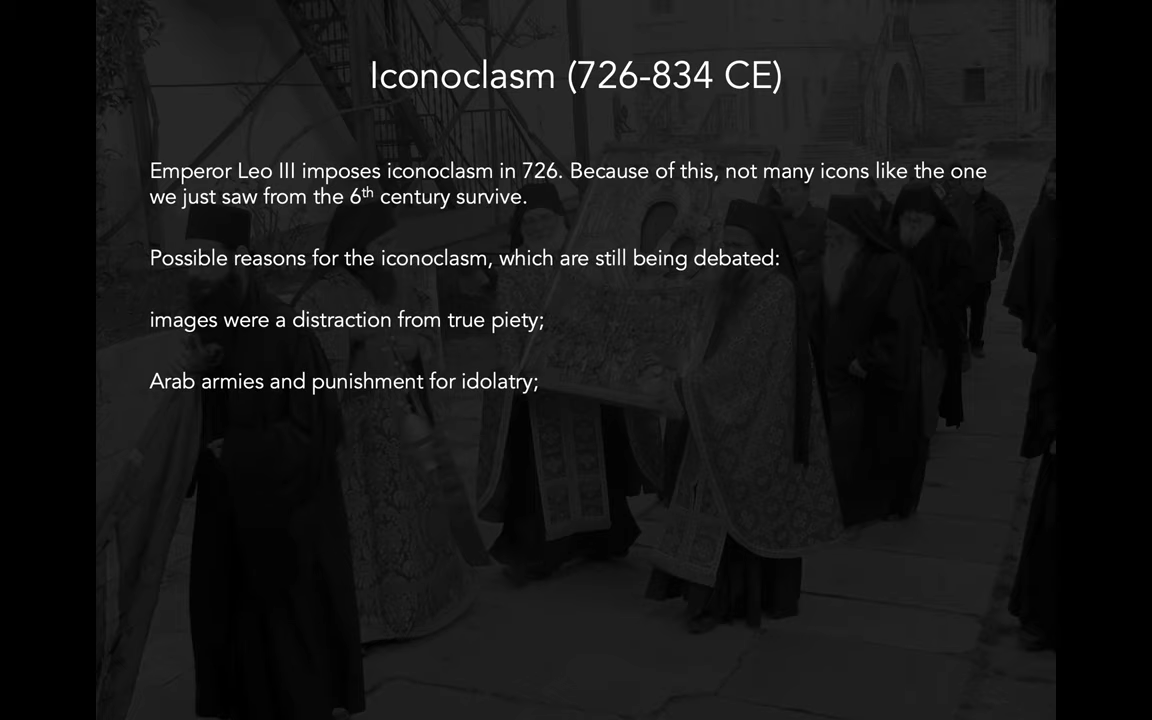 Iconoclasm (726-834 CE)
Emperor Leo III imposes iconoclasm in 726. Because of this, not many icons like the one
we just saw from the 6th century survive.
Possible reasons for the iconoclasm, which are still being debated:
images were a distraction from true piety;
Arab armies and punishment for idolatry;